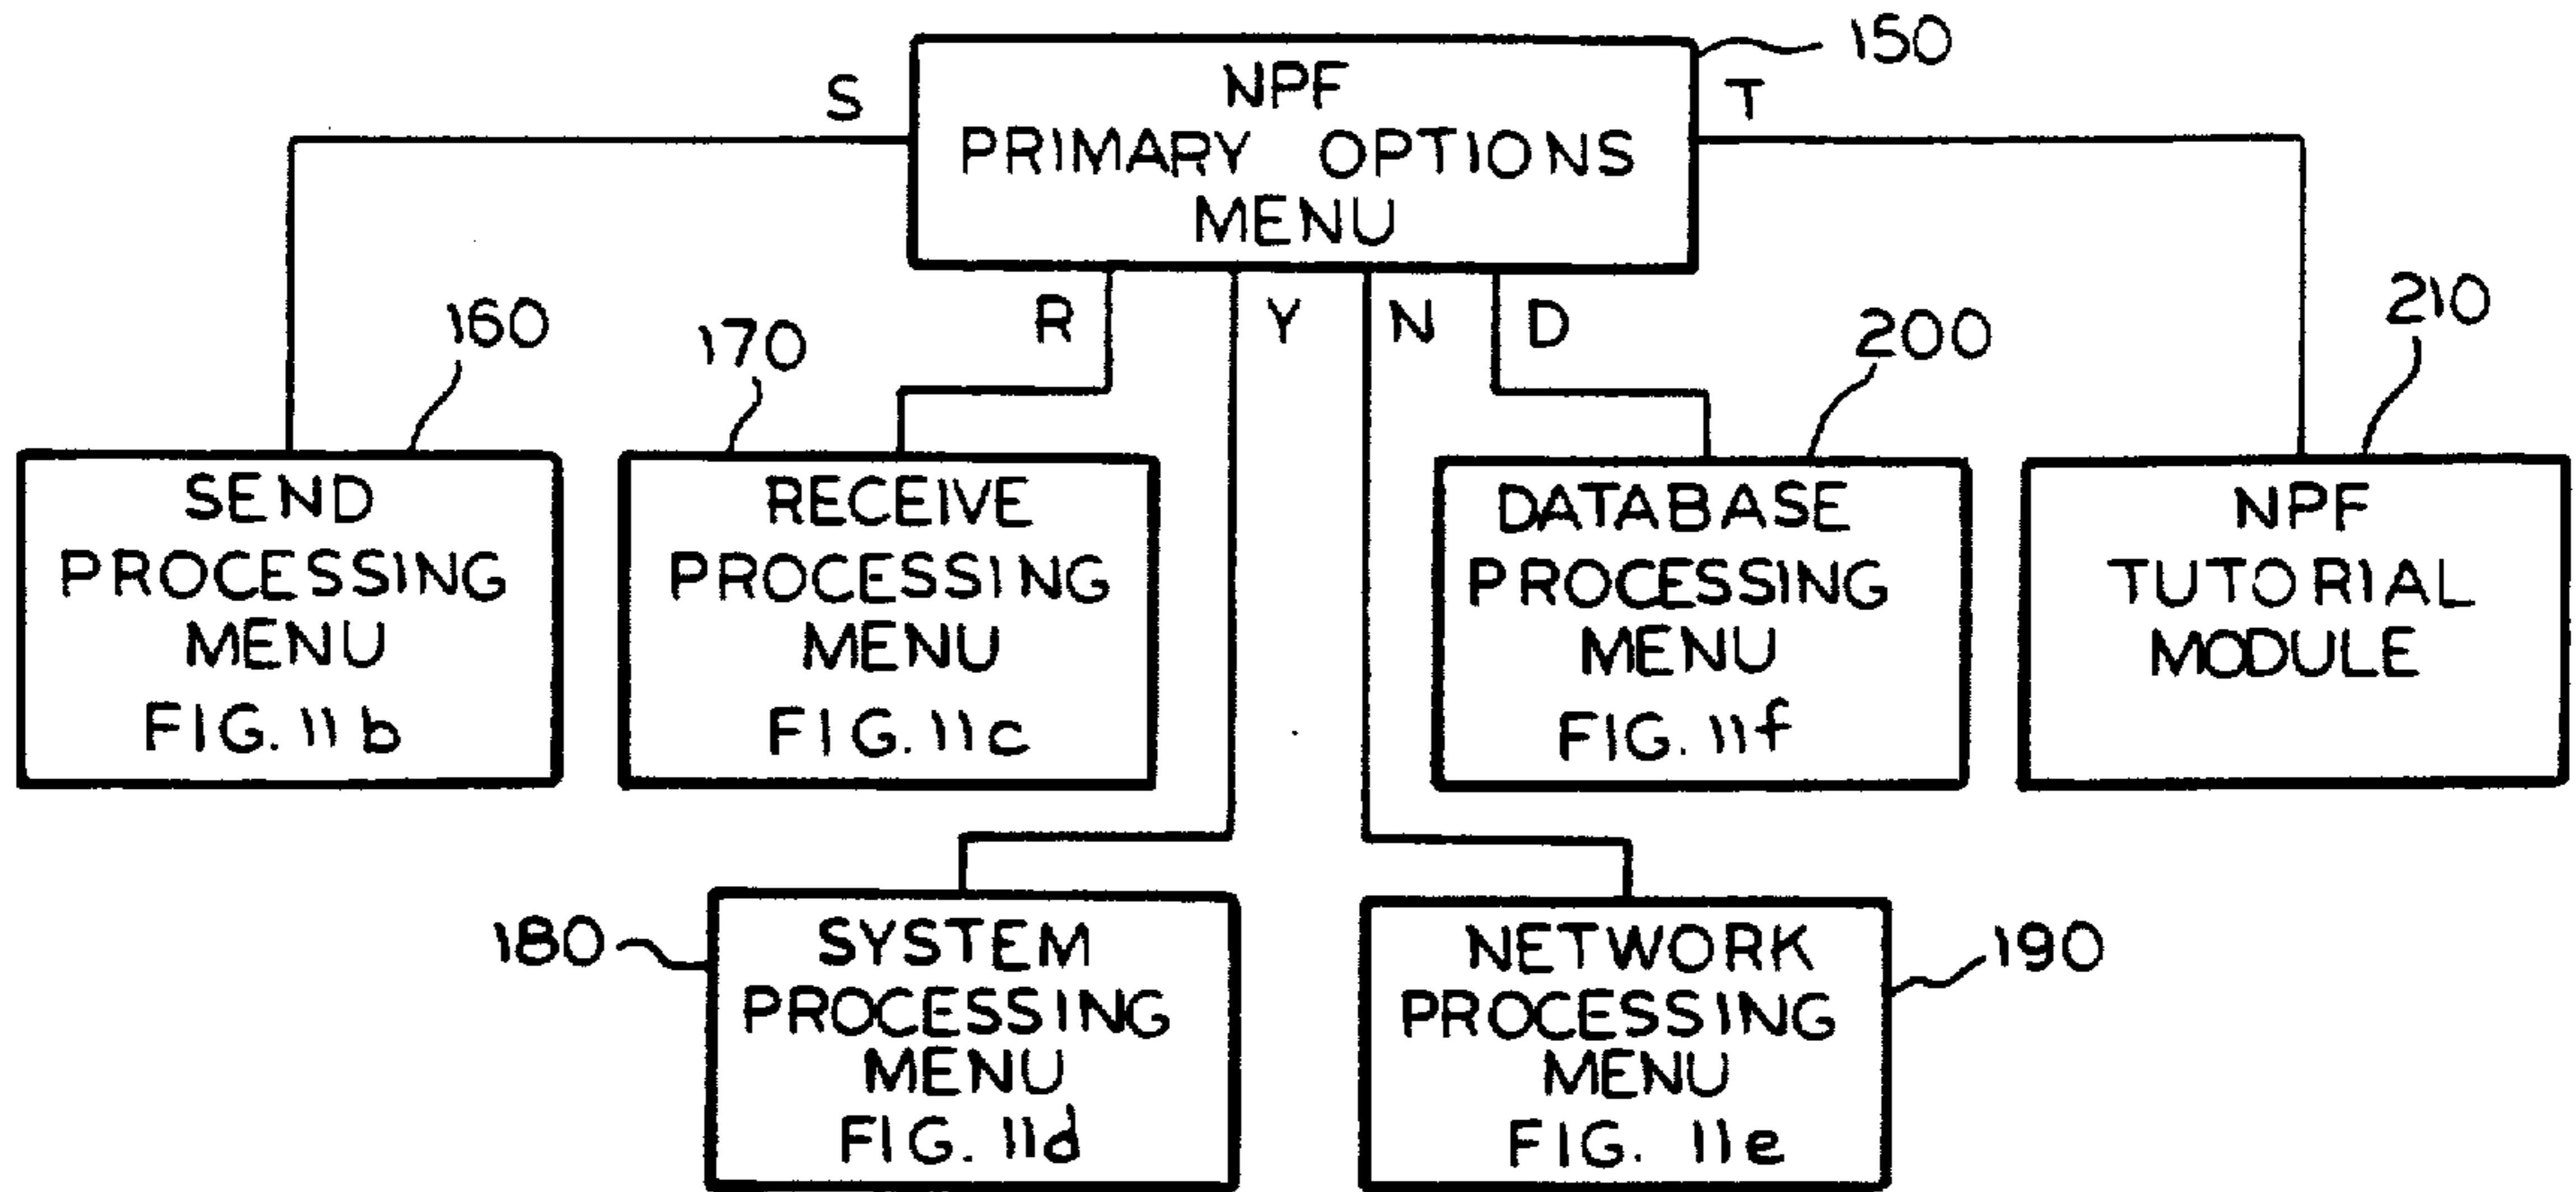 150
NPF
PRIMARY OPTIONS
MENU
S
T
R
Y
N
D
160
170
200
210
SEND
PROCESSING
MENU
FIG. 11b
RECEIVE
PROCESSING
MENU
FIG. 11c
DATABASE
PROCESSING
MENU
FIG. 11f
NPF
TUTORIAL
MODULE
180
SYSTEM
PROCESSING
MENU
FIG. 11d
NETWORK
PROCESSING
MENU
FIG. 11e
190